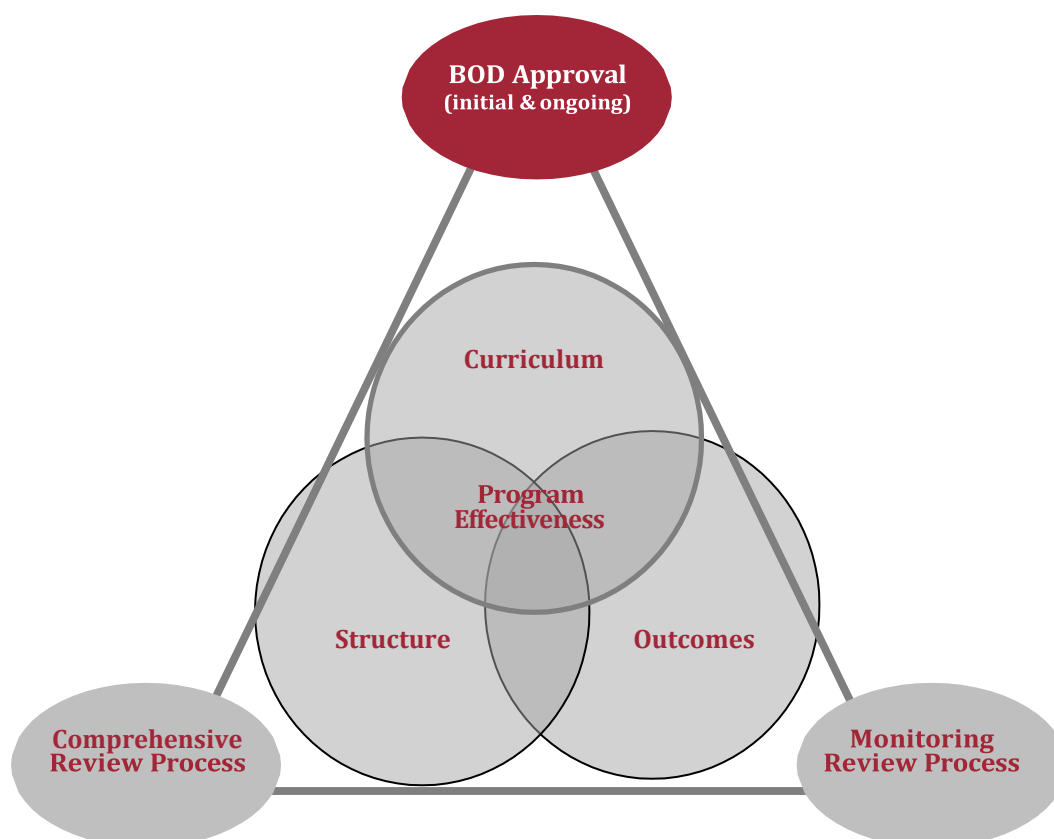 BOD Approval
(initial & ongoing)
Curriculum
Program
Effectiveness
Structure
Outcomes
Comprehensive
Review Process
Monitoring
Review Process